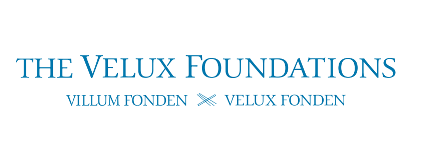 THE VELUX FOUNDATIONS
VILLUM FONDEN VELUX FONDEN